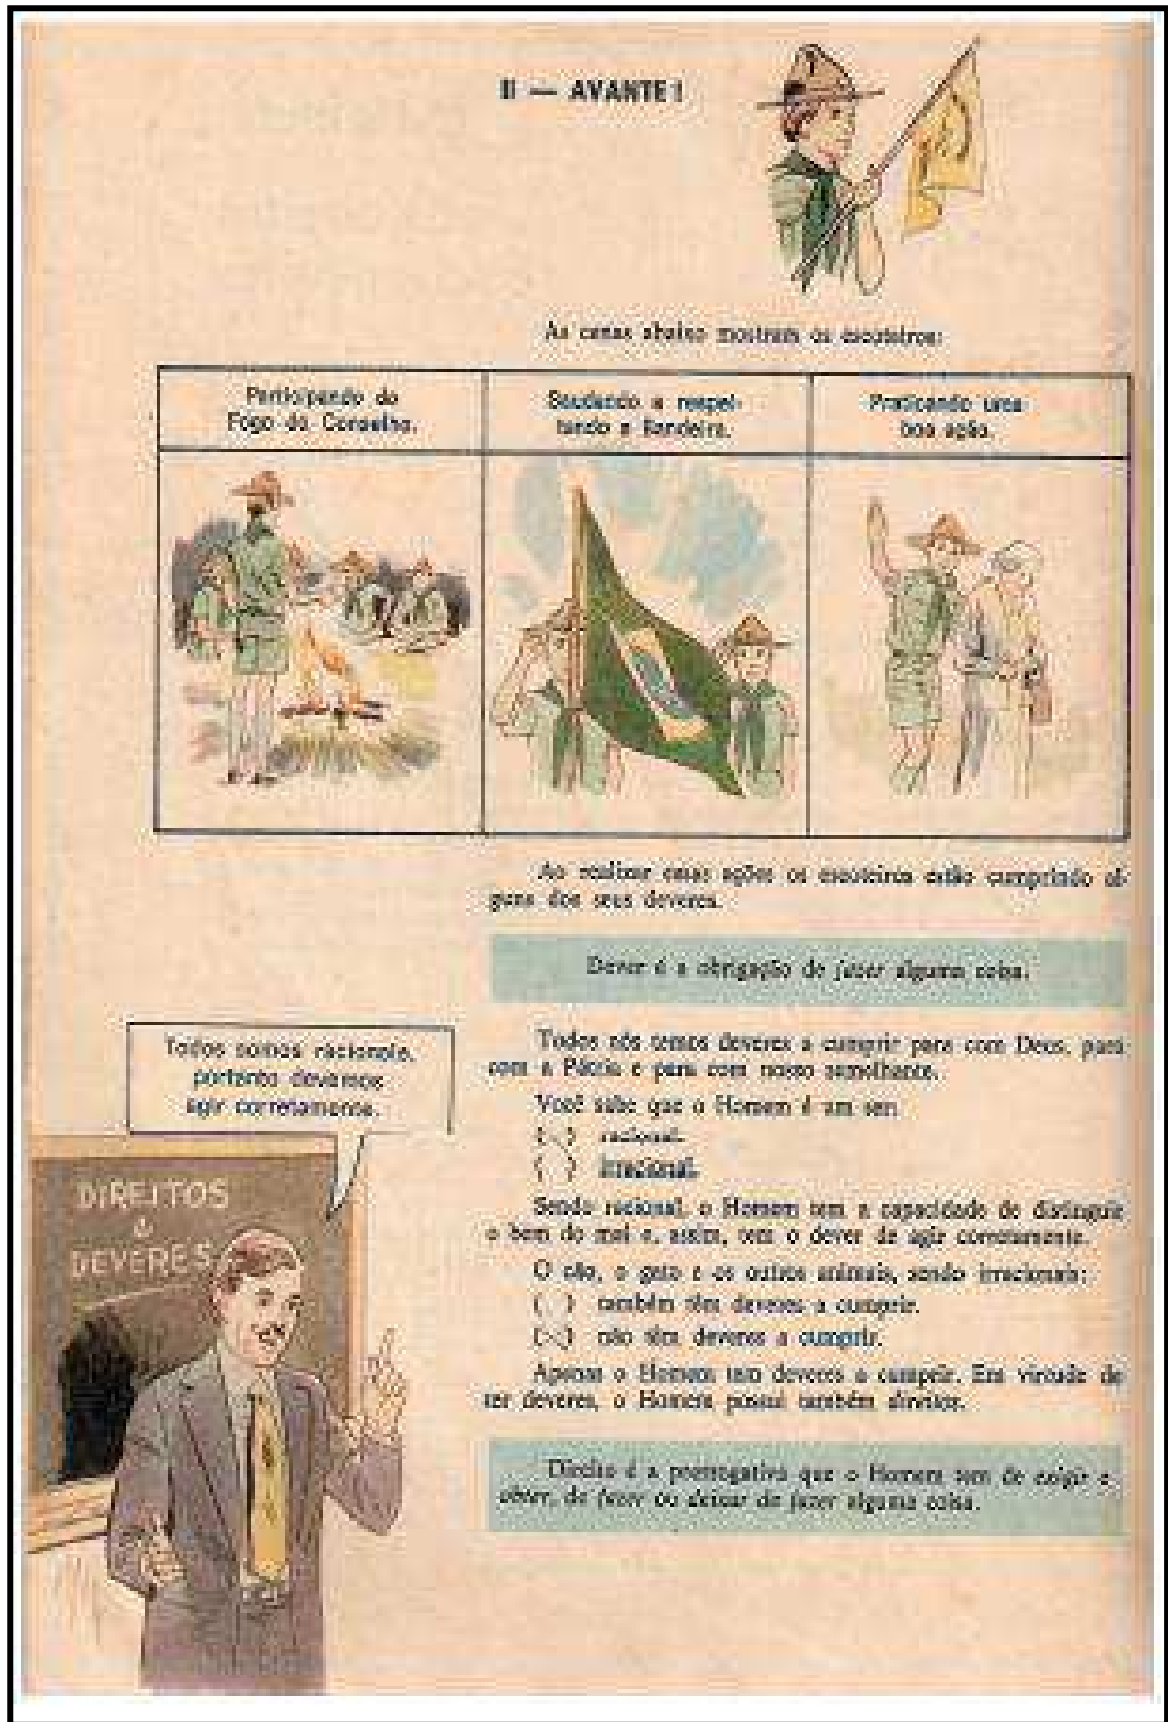 II — AVANTE!
As cenas abaixo mostram os escoteiros:
Participando do
Fogo do Conselho.
Saudando e respei-
tando a Bandeira.
Praticando uma
boa ação.
Ao realizar essas ações os escoteiros estão cumprindo al-
guns dos seus deveres.
Dever é a obrigação de fazer alguma coisa.
Todos somos racionais,
portanto devemos
agir corretamente.
DIREITOS
e
DEVERES
Todos nós temos deveres a cumprir para com Deus, para
com a Pátria e para com nosso semelhante.
Você sabe que o Homem é um ser:
( ) racional.
( ) irracional.
Sendo racional, o Homem tem a capacidade de distinguir
o bem do mal e, assim, tem o dever de agir corretamente.
O cão, o gato e os outros animais, sendo irracionais:
( ) também têm deveres a cumprir.
(x) não têm deveres a cumprir.
Apenas o Homem tem deveres a cumprir. Em virtude de
ter deveres, o Homem possui também direitos.
Direito é a prerrogativa que o Homem tem de exigir e
obter, de fazer ou deixar de fazer alguma coisa.